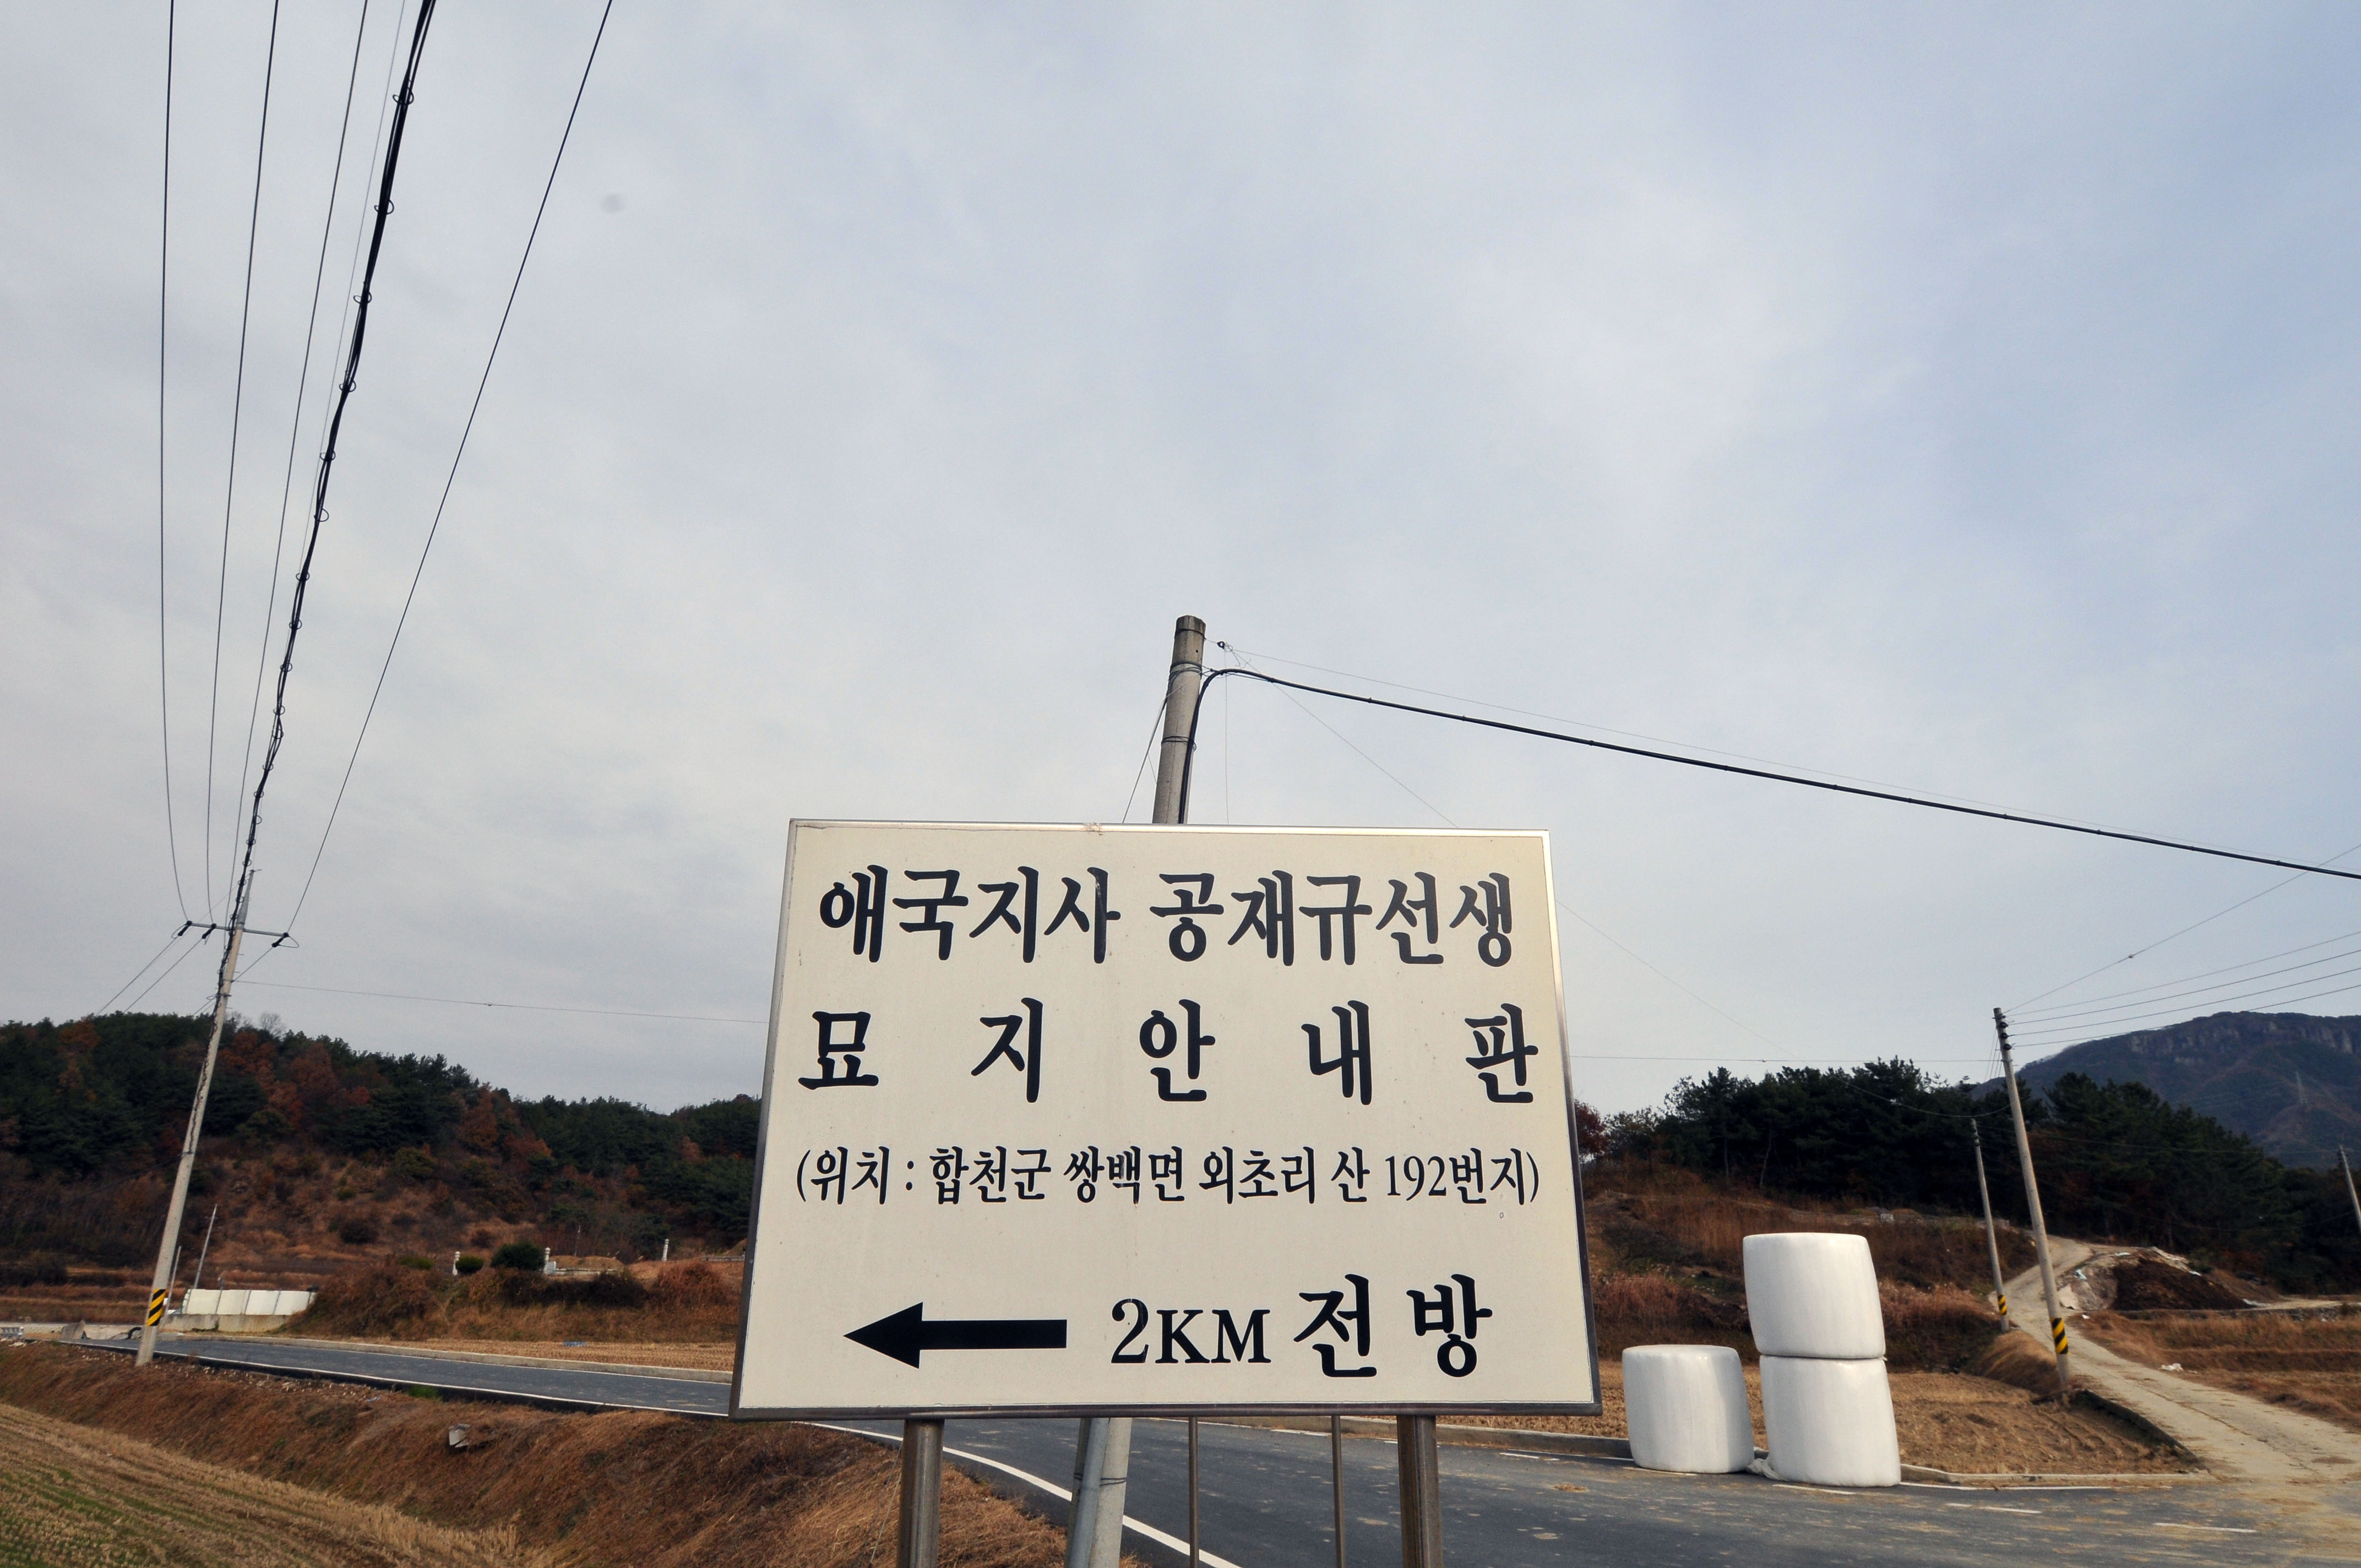 애국지사 공재규선생
묘지안내판
(위치 : 합천군 쌍백면 외초리 산 192번지)
← 2KM 전방